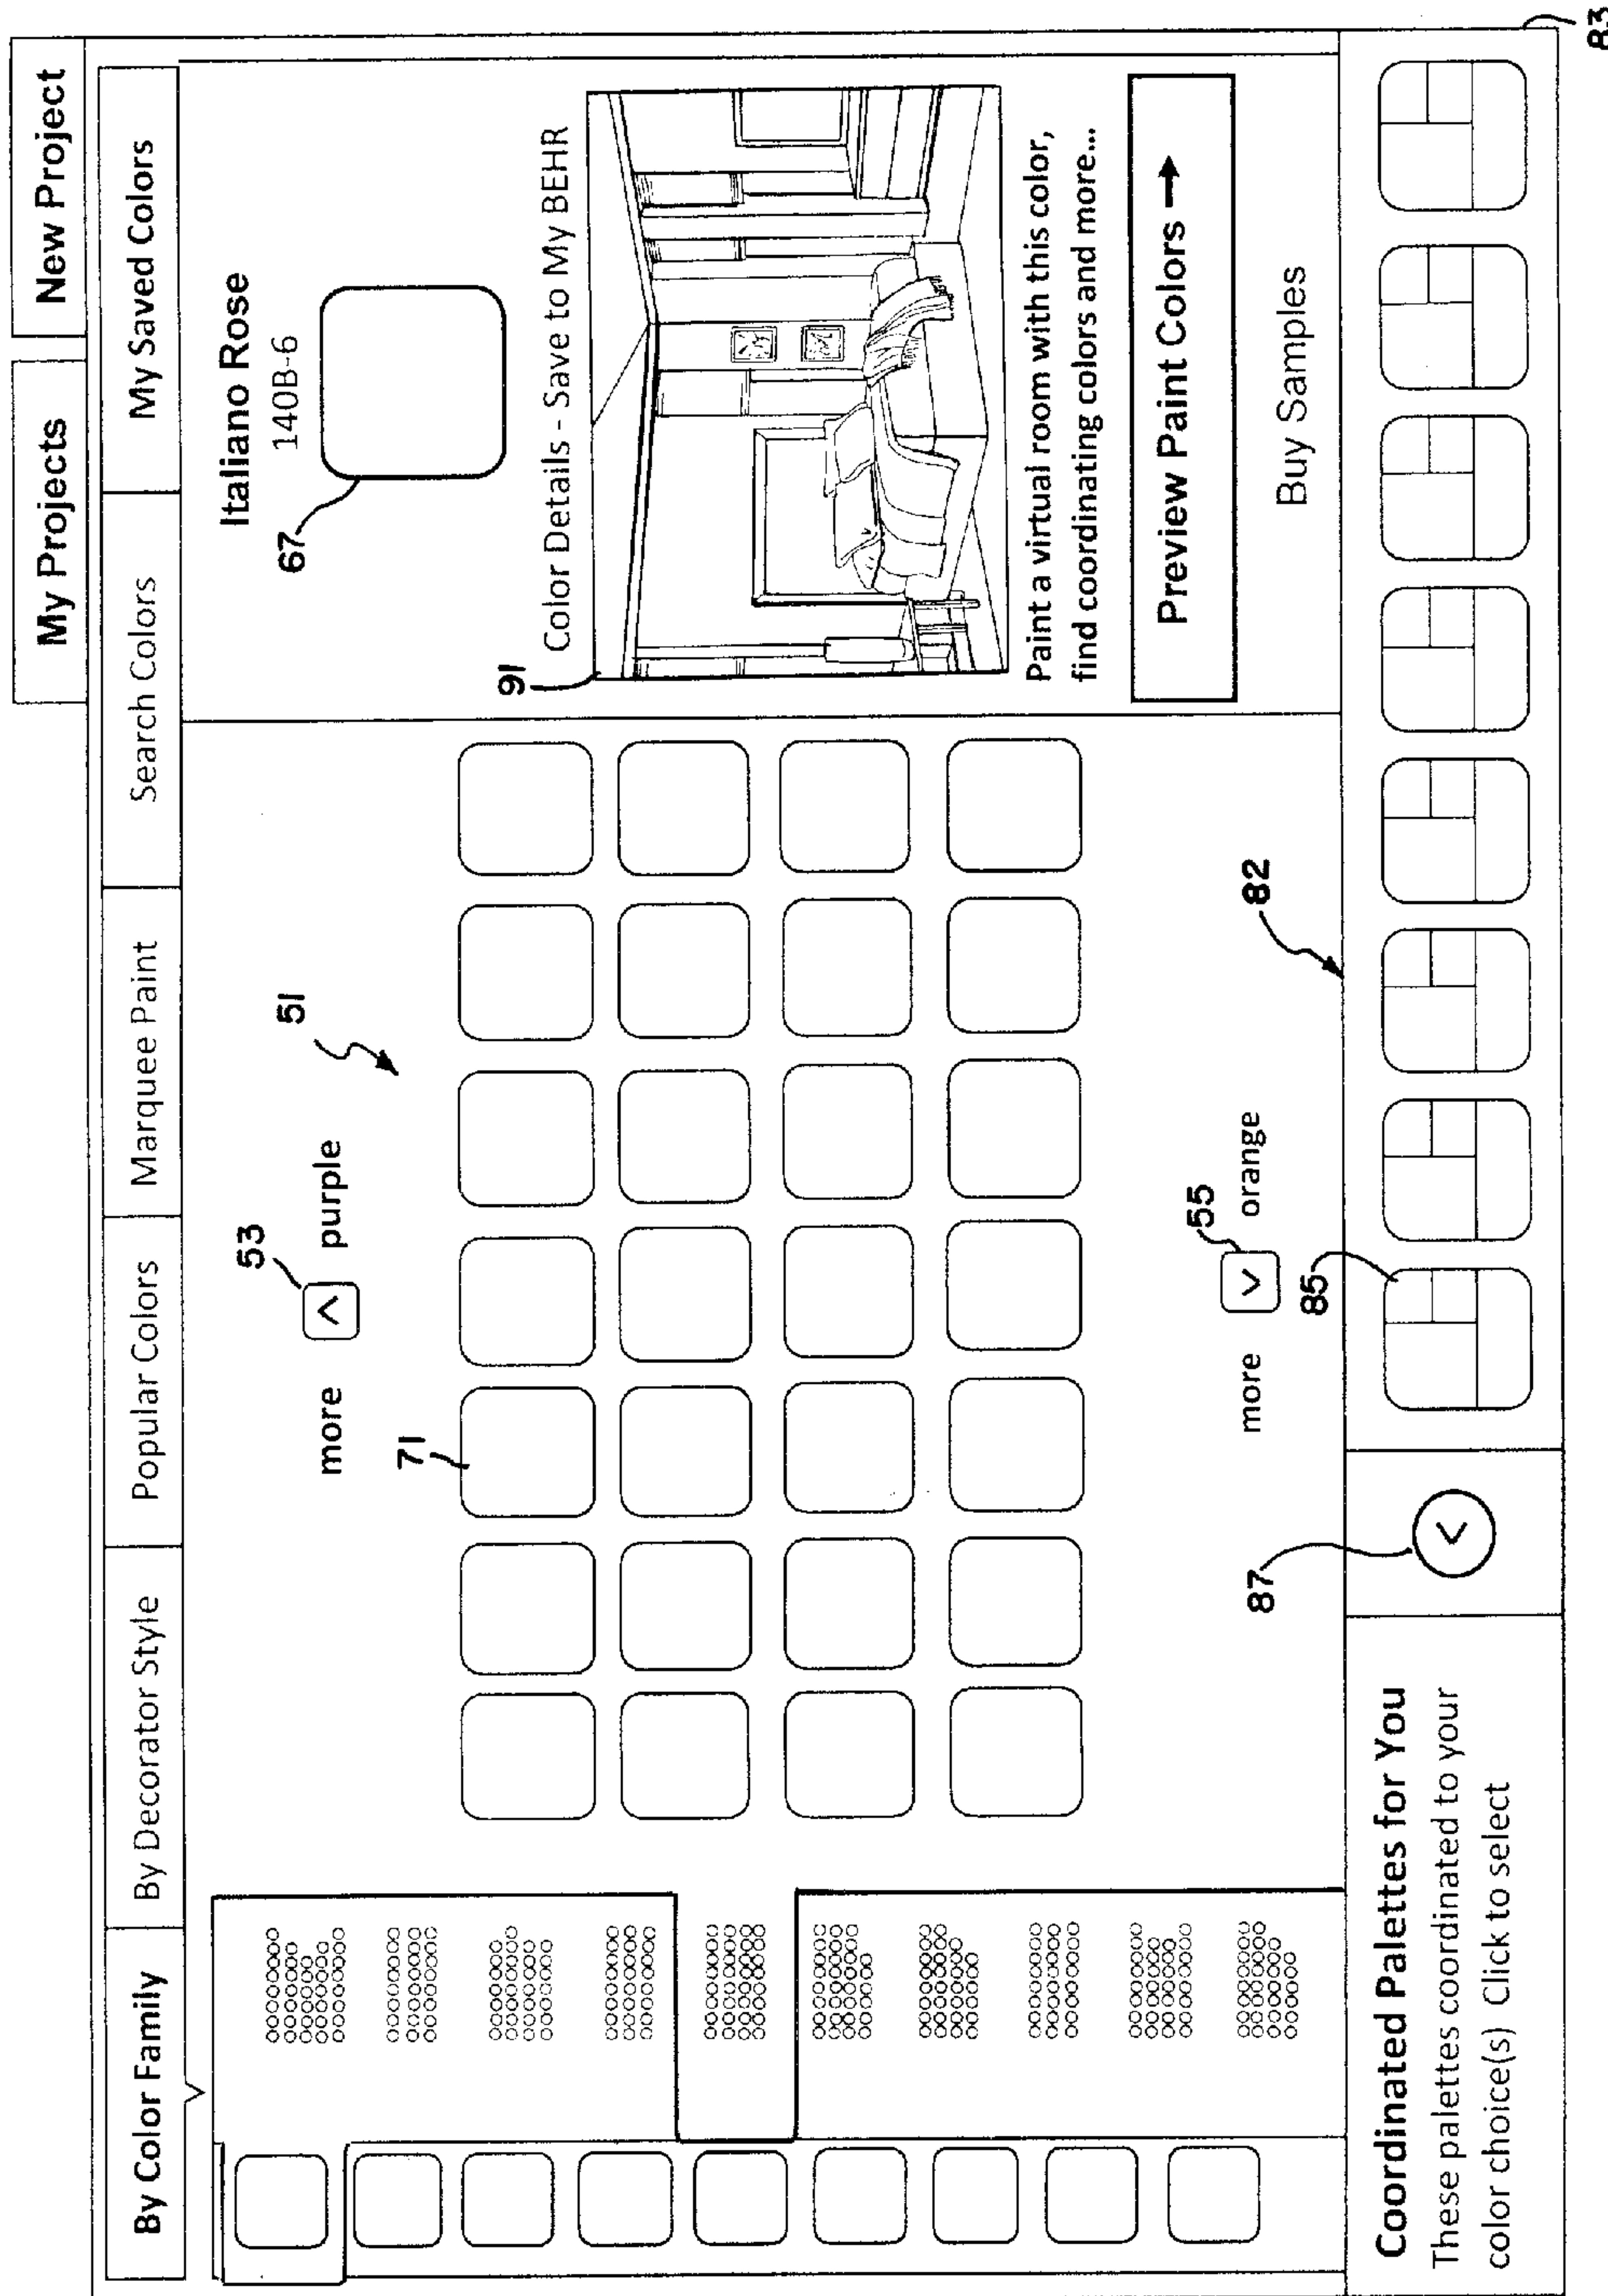 My Projects
New Project
By Color Family
By Decorator Style
Popular Colors
Marquee Paint
Search Colors
My Saved Colors
more
53
purple
51
71
more
55
orange
Italiano Rose
140B-6
67
Color Details - Save to My BEHR
91
Paint a virtual room with this color,
find coordinating colors and more...
Preview Paint Colors →
Buy Samples
82
85
87
83
Coordinated Palettes for You
These palettes coordinated to your
color choice(s) Click to select